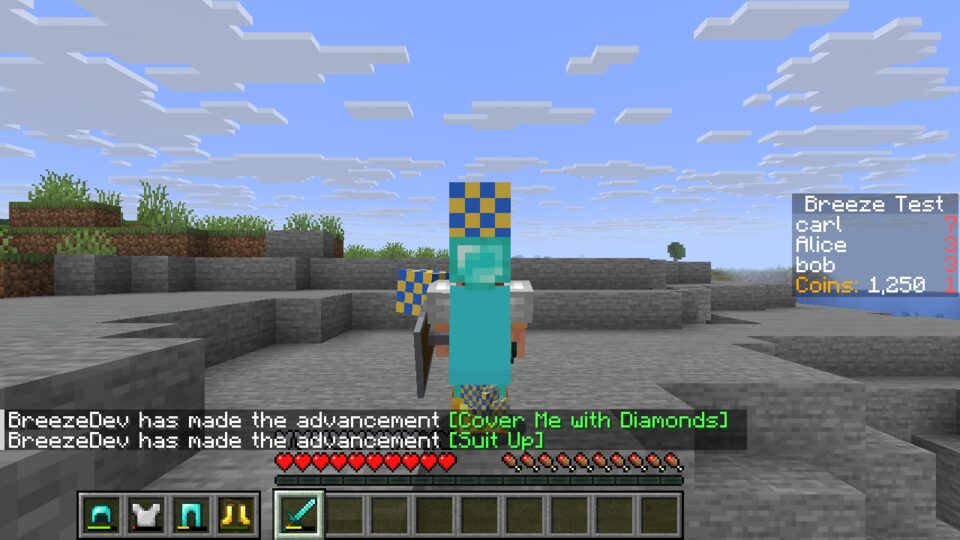 Breeze Test
carl 7
Alice 3
bob 3
Coins: 1,250 1
BreezeDev has made the advancement [Cover Me with Diamonds]
BreezeDev has made the advancement [Suit Up]